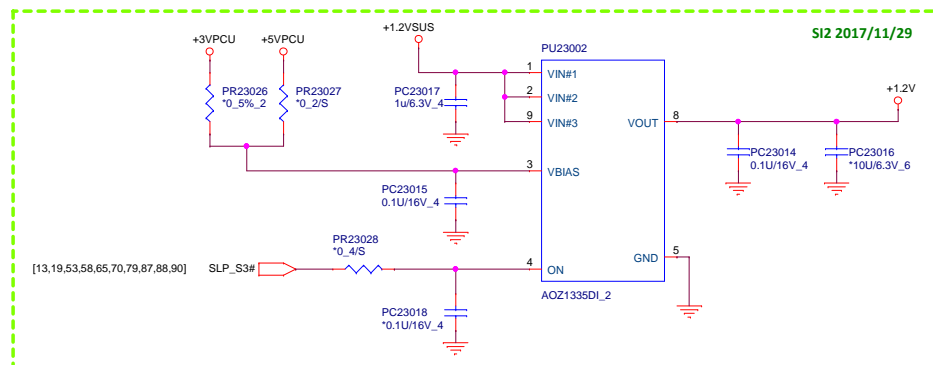 SI2 2017/11/29
+3VPCU
+5VPCU
PR23026
*0_5%_2
PR23027
*0_2/S
+1.2VSUS
PC23017
1u/6.3V_4
PU23002
1
VIN#1
2
VIN#2
9
VIN#3
VOUT
8
+1.2V
PC23014
0.1U/16V_4
PC23016
*10U/6.3V_6
3
VBIAS
PC23015
0.1U/16V_4
[13,19,53,58,65,70,79,87,88,90]
SLP_S3#
PR23028
*0_4/S
4
ON
GND
5
AOZ1335DI_2
PC23018
*0.1U/16V_4